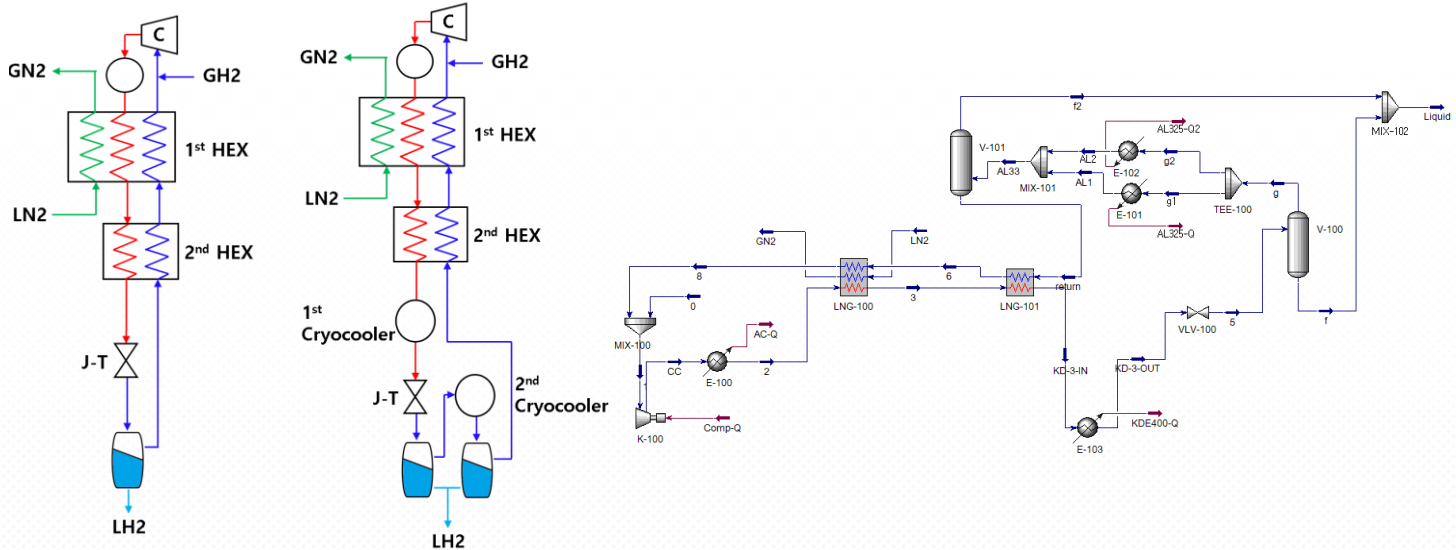 C
GN2
GH2
1st HEX
LN2
2nd HEX
J-T
LH2
C
GN2
GH2
1st HEX
LN2
2nd HEX
1st
Cryocooler
J-T
2nd
Cryocooler
LH2
f2
MIX-102
Liquid
V-101
AL33
MIX-101
AL2
AL1
AL325-Q2
E-102
g2
E-101
g1
AL325-Q
TEE-100
g
V-100
GN2
LN2
8
LNG-100
6
3
LNG-101
return
0
MIX-100
CC
E-100
AC-Q
2
K-100
Comp-Q
KD-3-IN
KD-3-OUT
VLV-100
5
f
E-103
KDE400-Q